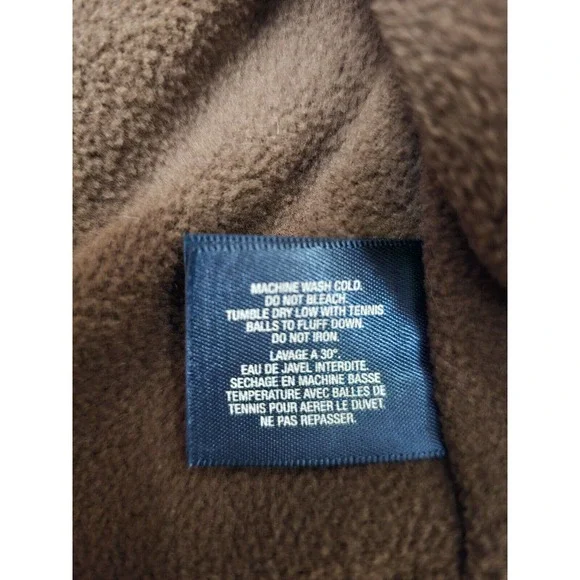 MACHINE WASH COLD.
DO NOT BLEACH.
TUMBLE DRY LOW WITH TENNIS
BALLS TO FLUFF DOWN.
DO NOT IRON.
LAVAGE A 30°.
EAU DE JAVEL INTERDITE.
SECHAGE EN MACHINE BASSE
TEMPERATURE AVEC BALLES DE
TENNIS POUR AERER LE DUVET.
NE PAS REPASSER.